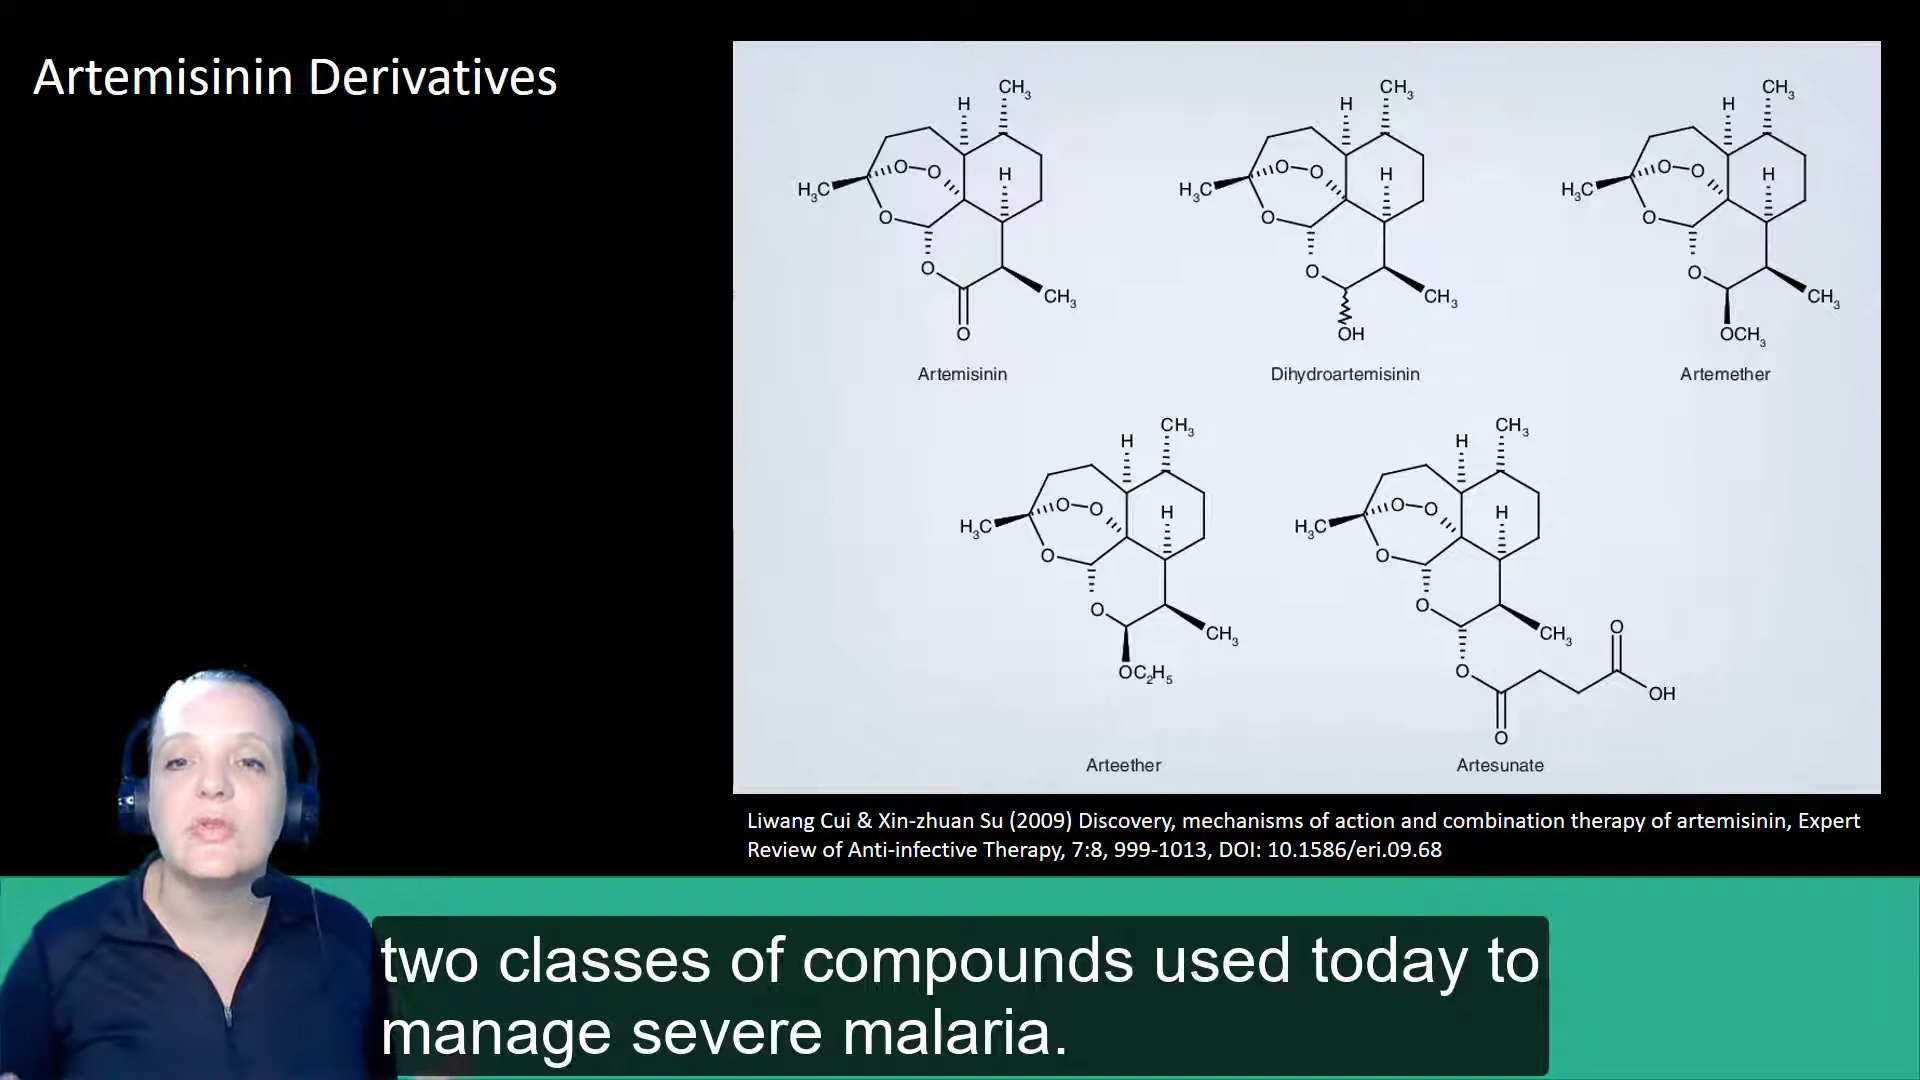 Artemisinin Derivatives
CH3
H
O
O
H
H3C
O
O
CH3
O
Artemisinin
CH3
H
O
O
H
H3C
O
O
CH3
OH
Dihydroartemisinin
CH3
H
O
O
H
H3C
O
O
CH3
OCH3
Artemether
CH3
H
O
O
H
H3C
O
O
CH3
OC2H5
Arteether
CH3
H
O
O
H
H3C
O
O
CH3
O
O
OH
O
Artesunate
Liwang Cui & Xin-zhuan Su (2009) Discovery, mechanisms of action and combination therapy of artemisinin, Expert
Review of Anti-infective Therapy, 7:8, 999-1013, DOI: 10.1586/eri.09.68
two classes of compounds used today to
manage severe malaria.